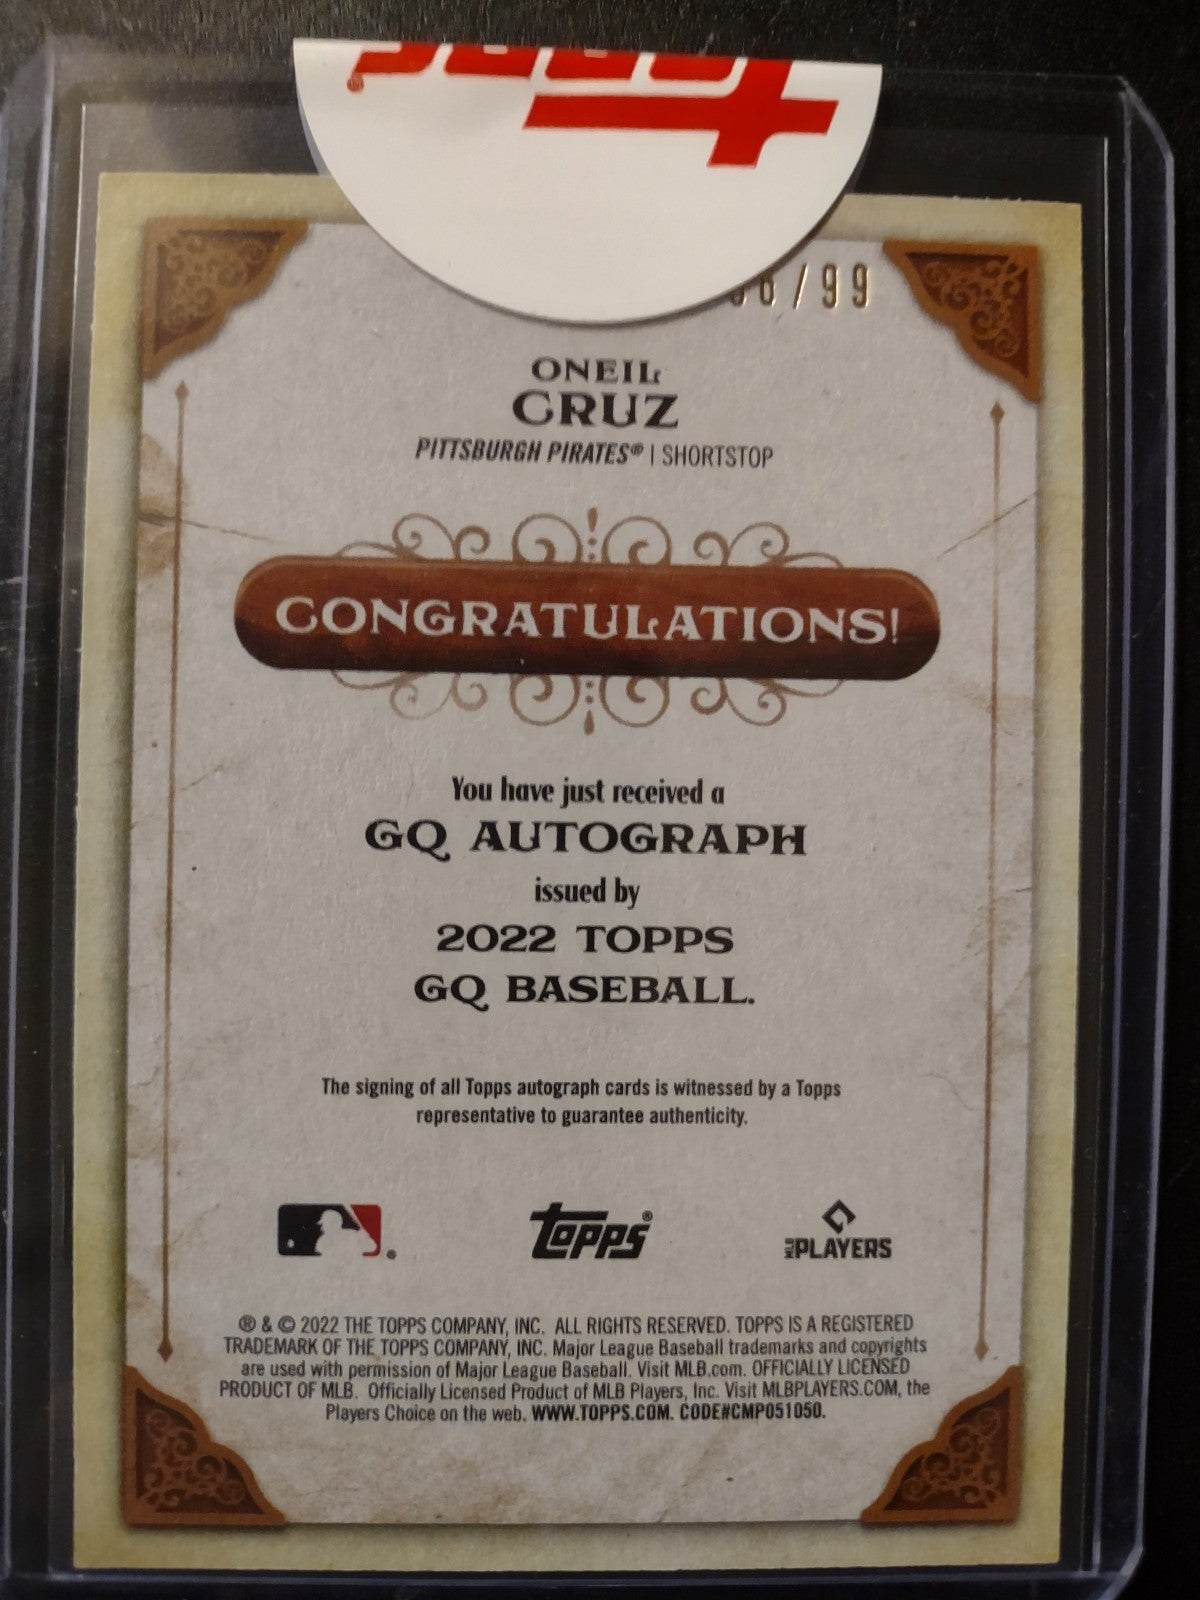 /99
ONEIL
CRUZ
PITTSBURGH PIRATES® | SHORTSTOP
CONGRATULATIONS!
You have just received a
GQ AUTOGRAPH
issued by
2022 TOPPS
GQ BASEBALL.
The signing of all Topps autograph cards is witnessed by a Topps
representative to guarantee authenticity.
® topps® MLB PLAYERS
® & © 2022 THE TOPPS COMPANY, INC. ALL RIGHTS RESERVED. TOPPS IS A REGISTERED
TRADEMARK OF THE TOPPS COMPANY, INC. Major League Baseball trademarks and copyrights
are used with permission of Major League Baseball. Visit MLB.com. OFFICIALLY LICENSED
PRODUCT OF MLB. Officially Licensed Product of MLB Players, Inc. Visit MLBPLAYERS.COM, the
Players Choice on the web. WWW.TOPPS.COM. CODE#CMP051050.